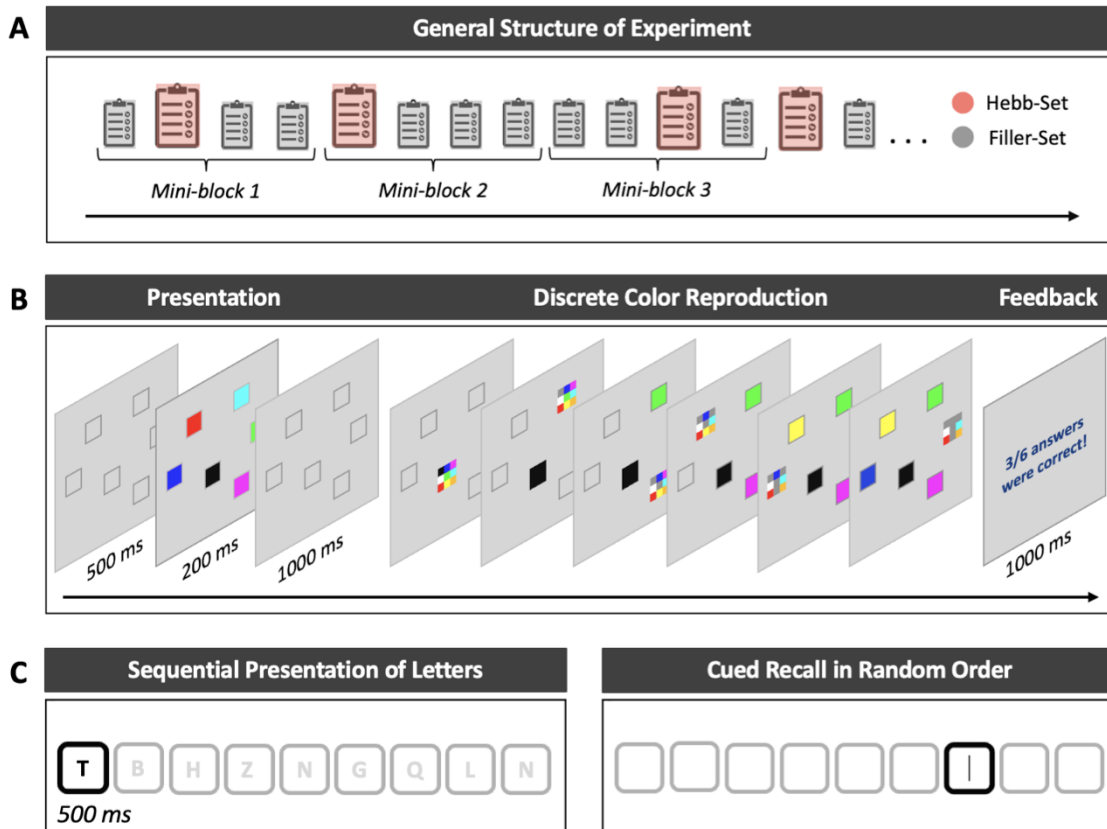 A
General Structure of Experiment
Hebb-Set
Filler-Set
. . .
Mini-block 1
Mini-block 2
Mini-block 3
B
Presentation
Discrete Color Reproduction
Feedback
3/6 answers
were correct!
500 ms
200 ms
1000 ms
1000 ms
C
Sequential Presentation of Letters
Cued Recall in Random Order
T B H Z N G Q L N
500 ms